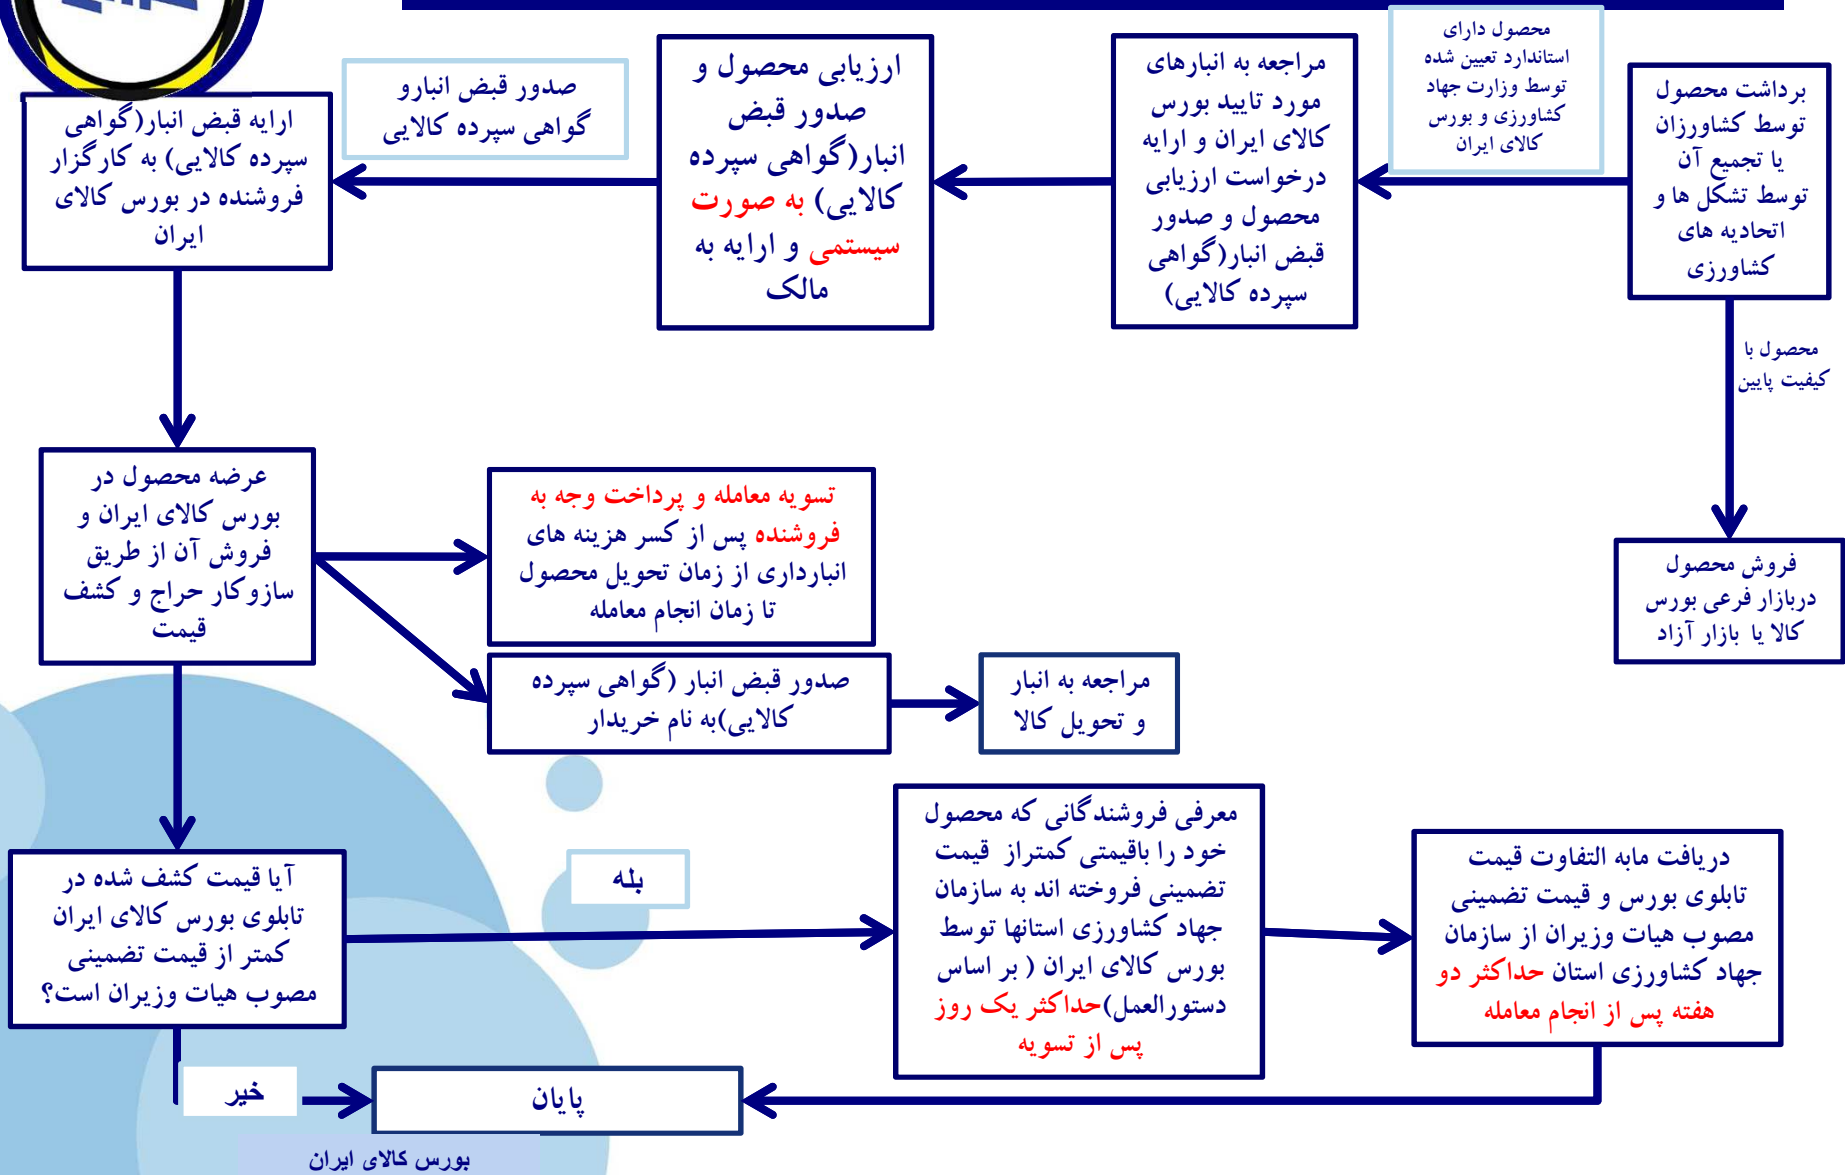 برداشت محصول
توسط کشاورزان
یا تجمیع آن
توسط تشکل ها و
اتحادیه های
کشاورزی
محصول دارای
استاندارد تعیین شده
توسط وزارت جهاد
کشاورزی و بورس
کالای ایران
مراجعه به انبارهای
مورد تایید بورس
کالای ایران و ارایه
درخواست ارزیابی
محصول و صدور
قبض انبار(گواهی
سپرده کالایی)
ارزیابی محصول و
صدور قبض
انبار(گواهی سپرده
کالایی) به صورت
سیستمی و ارایه به
مالک
صدور قبض انبارو
گواهی سپرده کالایی
ارایه قبض انبار(گواهی
سپرده کالایی) به کارگزار
فروشنده در بورس کالای
ایران
محصول با
کیفیت پایین
فروش محصول
دربازار فرعی بورس
کالا یا بازار آزاد
عرضه محصول در
بورس کالای ایران و
فروش آن از طریق
سازوکار حراج و کشف
قیمت
تسویه معامله و پرداخت وجه به
فروشنده پس از کسر هزینه های
انبارداری از زمان تحویل محصول
تا زمان انجام معامله
صدور قبض انبار (گواهی سپرده
کالایی)به نام خریدار
مراجعه به انبار
و تحویل کالا
آیا قیمت کشف شده در
تابلوی بورس کالای ایران
کمتر از قیمت تضمینی
مصوب هیات وزیران است؟
بله
معرفی فروشندگانی که محصول
خود را باقیمتی کمتراز قیمت
تضمینی فروخته اند به سازمان
جهاد کشاورزی استانها توسط
بورس کالای ایران ( بر اساس
دستورالعمل)حداکثر یک روز
پس از تسویه
دریافت مابه التفاوت قیمت
تابلوی بورس و قیمت تضمینی
مصوب هیات وزیران از سازمان
جهاد کشاورزی استان حداکثر دو
هفته پس از انجام معامله
خیر
پایان
بورس کالای ایران